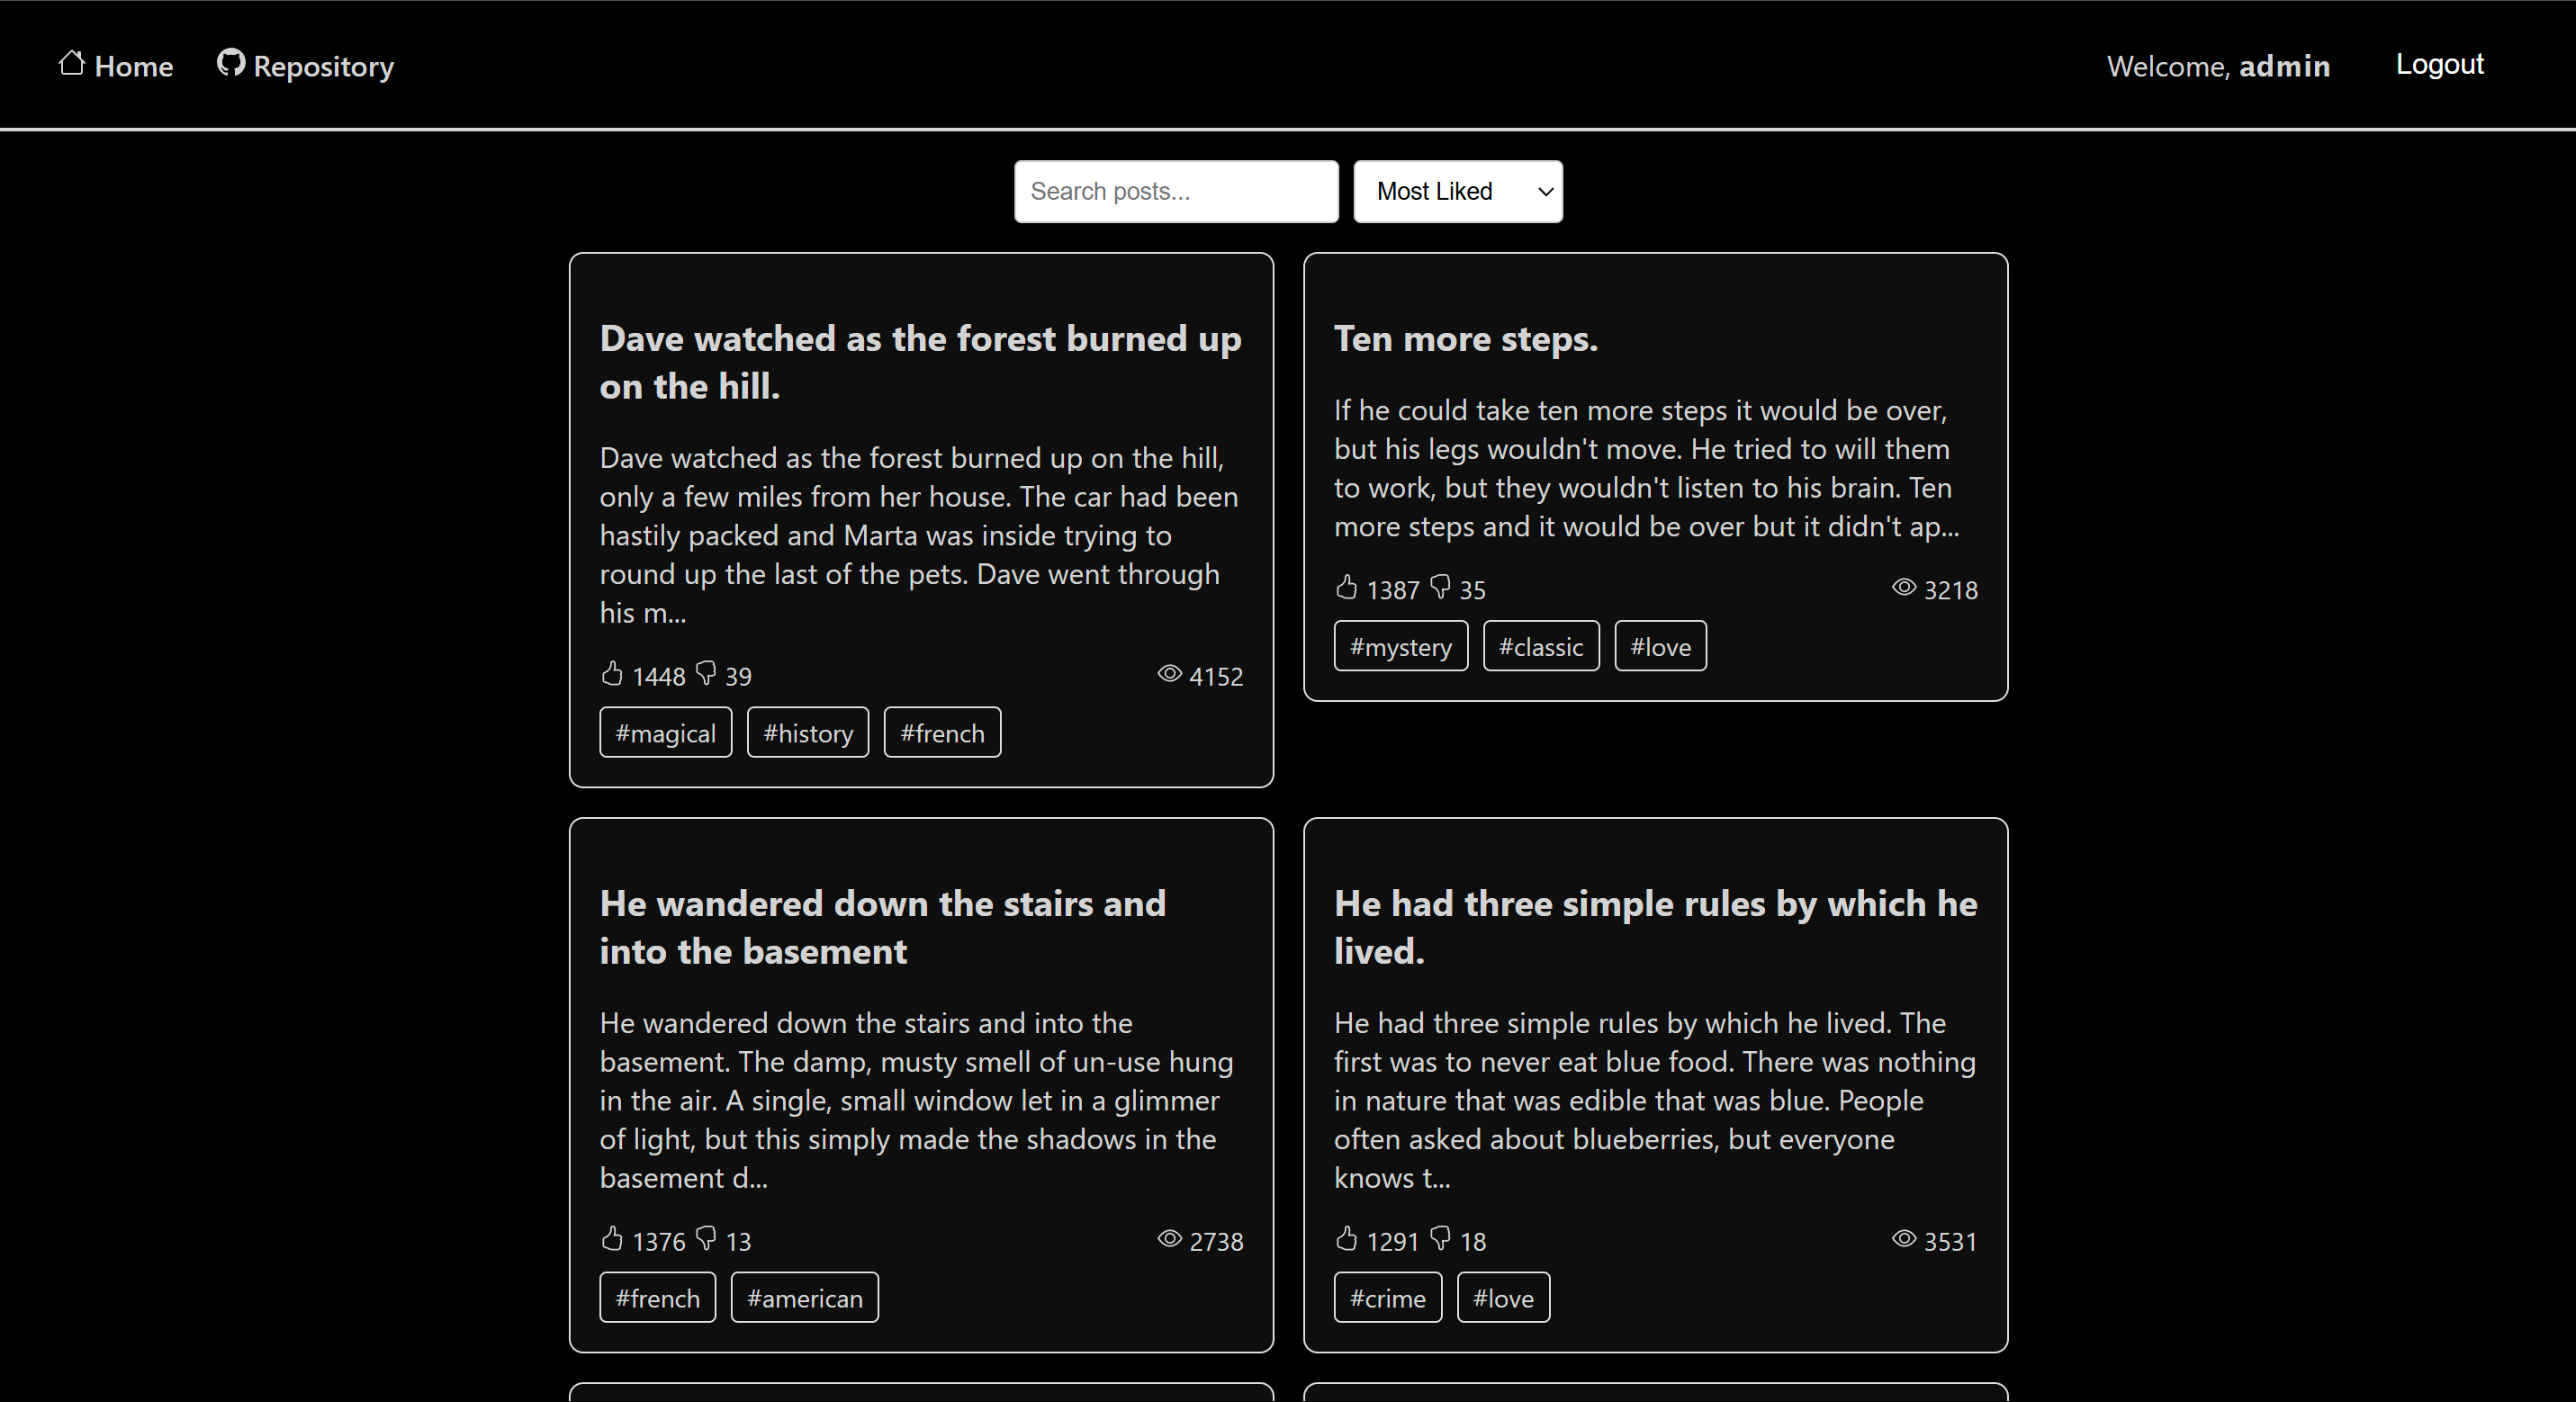 Home Repository Welcome, admin Logout
Search posts... Most Liked
Dave watched as the forest burned up
on the hill.
Dave watched as the forest burned up on the hill,
only a few miles from her house. The car had been
hastily packed and Marta was inside trying to
round up the last of the pets. Dave went through
his m...
1448 39 4152
#magical #history #french
Ten more steps.
If he could take ten more steps it would be over,
but his legs wouldn't move. He tried to will them
to work, but they wouldn't listen to his brain. Ten
more steps and it would be over but it didn't ap...
1387 35 3218
#mystery #classic #love
He wandered down the stairs and
into the basement
He wandered down the stairs and into the
basement. The damp, musty smell of un-use hung
in the air. A single, small window let in a glimmer
of light, but this simply made the shadows in the
basement d...
1376 13 2738
#french #american
He had three simple rules by which he
lived.
He had three simple rules by which he lived. The
first was to never eat blue food. There was nothing
in nature that was edible that was blue. People
often asked about blueberries, but everyone
knows t...
1291 18 3531
#crime #love